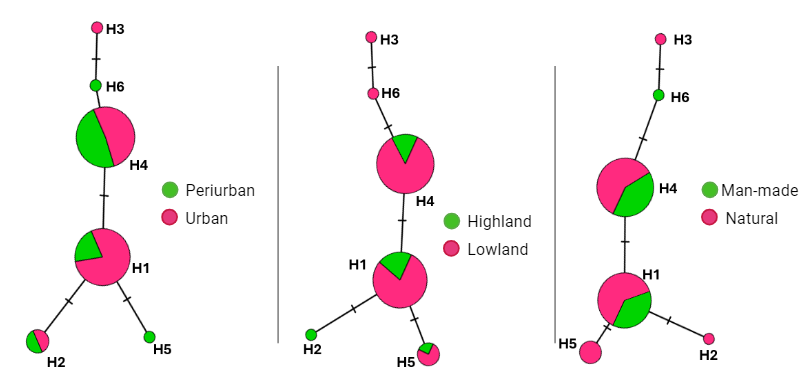 H3
H6
H4
Periurban
Urban
H1
H2
H5
H3
H6
H4
Highland
Lowland
H1
H2
H5
H3
H6
H4
Man-made
Natural
H1
H5
H2